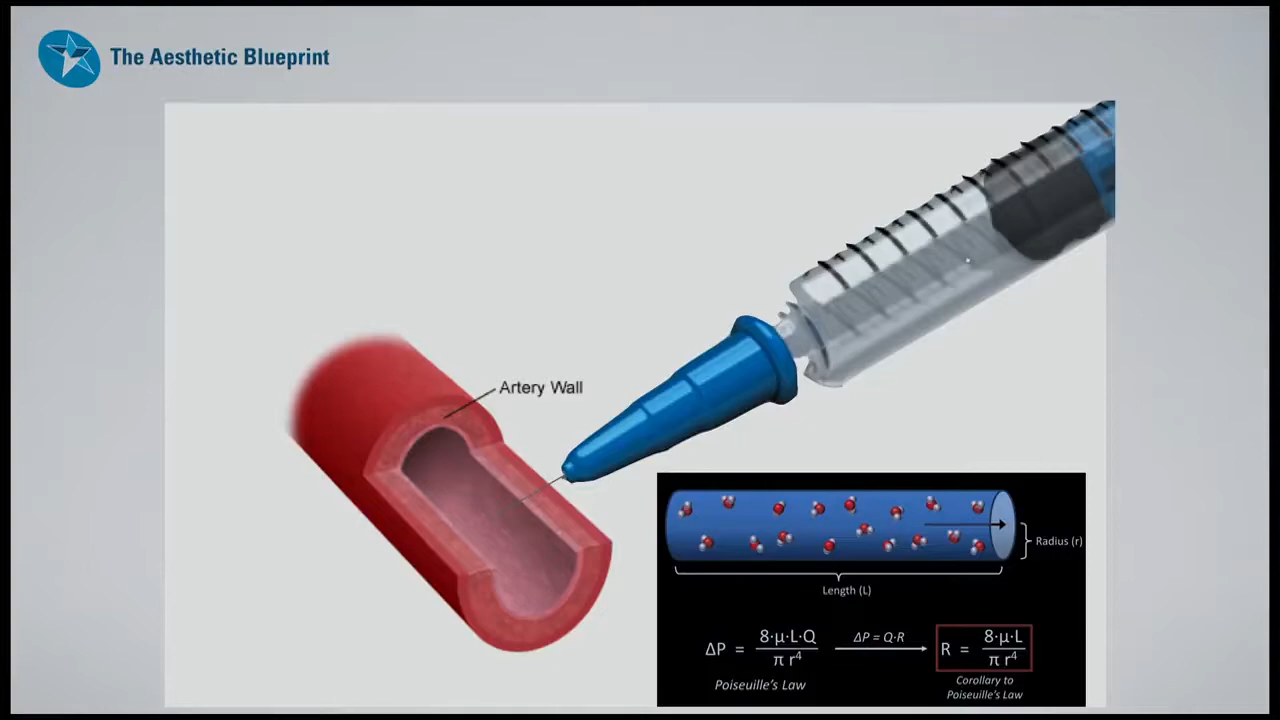 The Aesthetic Blueprint
Artery Wall
Radius (r)
Length (L)
ΔP = 8·μ·L·Q / π r⁴
ΔP = Q·R
R = 8·μ·L / π r⁴
Poiseuille's Law
Corollary to
Poiseuille's Law